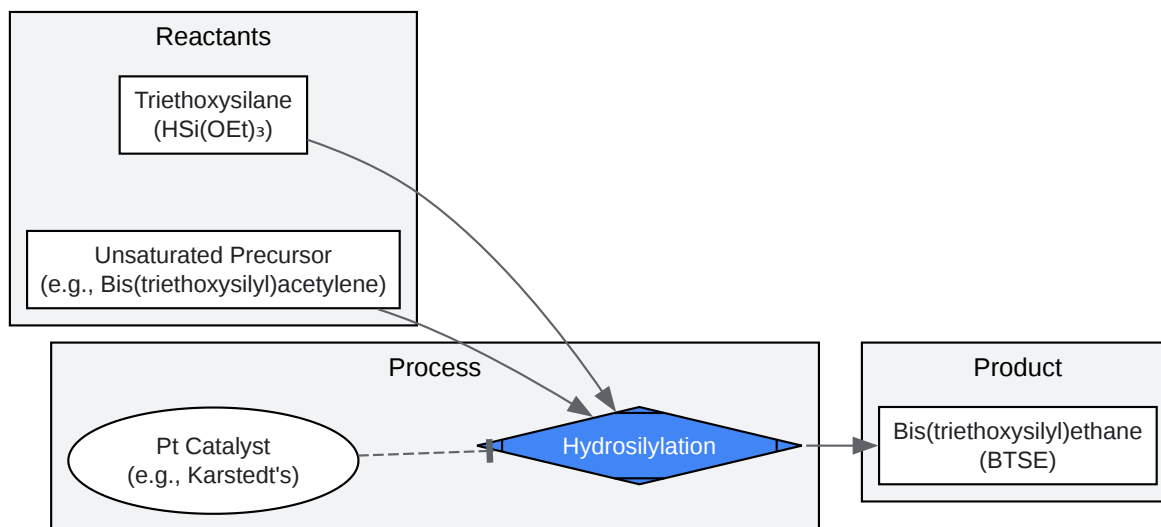 Reactants
Triethoxysilane
(HSi(OEt)₃)
Unsaturated Precursor
(e.g., Bis(triethoxysilyl)acetylene)
Process
Pt Catalyst
(e.g., Karstedt's)
Hydrosilylation
Product
Bis(triethoxysilyl)ethane
(BTSE)